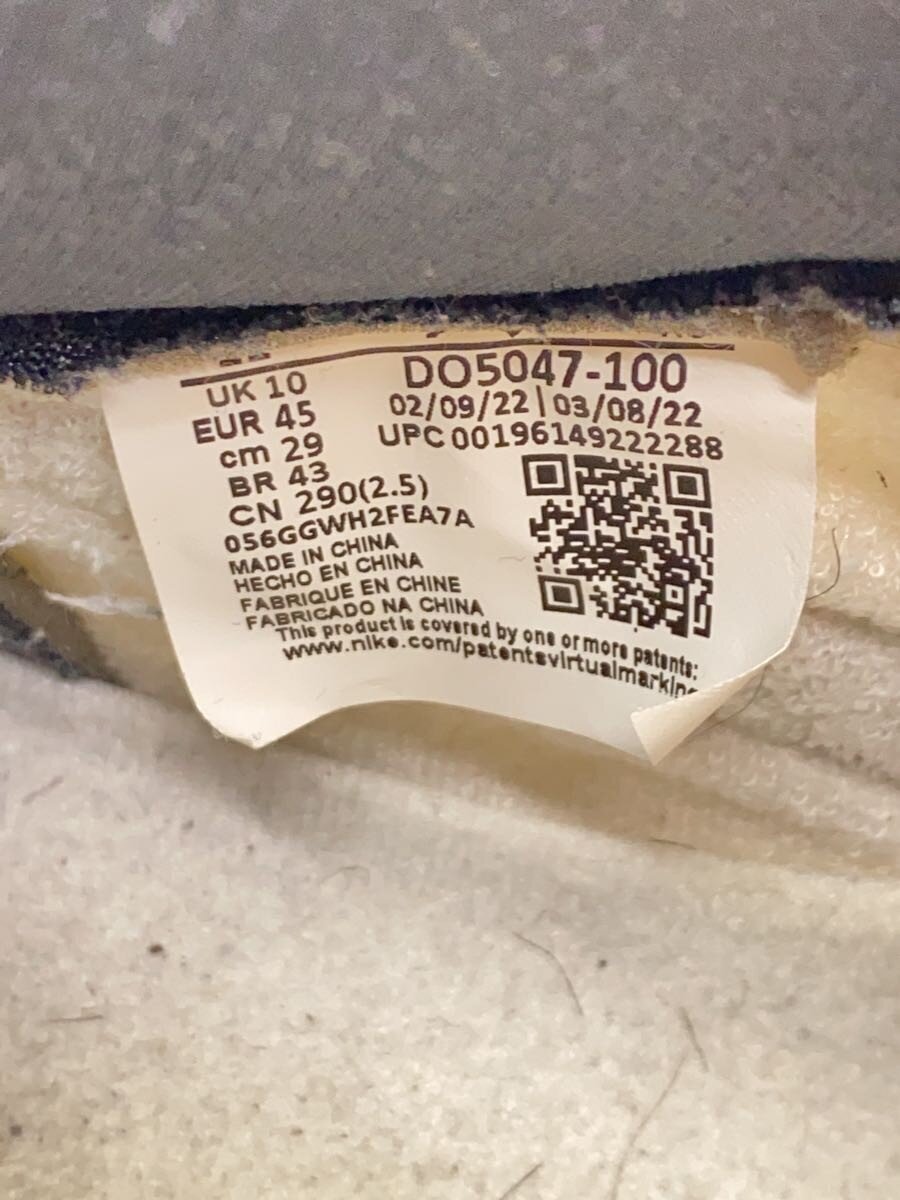 UK 10
EUR 45
cm 29
BR 43
CN 290(2.5)
DO5047-100
02/09/22 | 03/08/22
UPC 00196149222288
056GGWH2FEA7A
MADE IN CHINA
HECHO EN CHINA
FABRIQUE EN CHINE
FABRICADO NA CHINA
This product is covered by one or more patents:
www.nike.com/patentsvirtualmarking